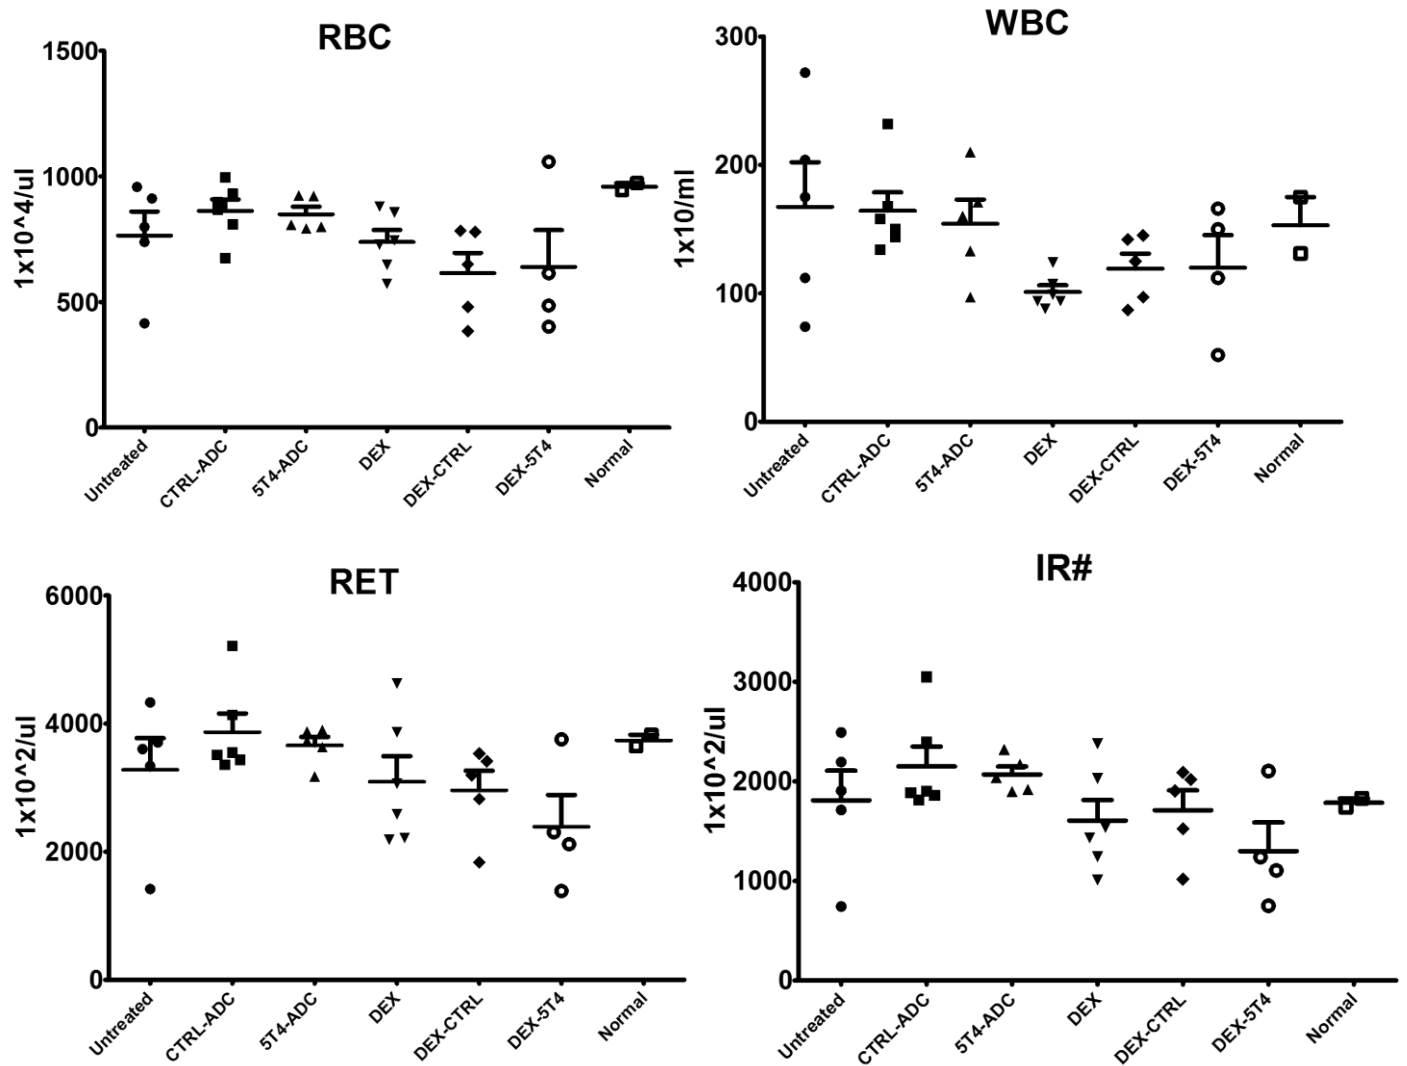 RBC
1x10^4/ul
1500
1000
500
0
Untreated
CTRL-ADC
5T4-ADC
DEX
DEX-CTRL
DEX-5T4
Normal
WBC
1x10/ml
300
200
100
0
Untreated
CTRL-ADC
5T4-ADC
DEX
DEX-CTRL
DEX-5T4
Normal
RET
1x10^2/ul
6000
4000
2000
0
Untreated
CTRL-ADC
5T4-ADC
DEX
DEX-CTRL
DEX-5T4
Normal
IR#
1x10^2/ul
4000
3000
2000
1000
0
Untreated
CTRL-ADC
5T4-ADC
DEX
DEX-CTRL
DEX-5T4
Normal